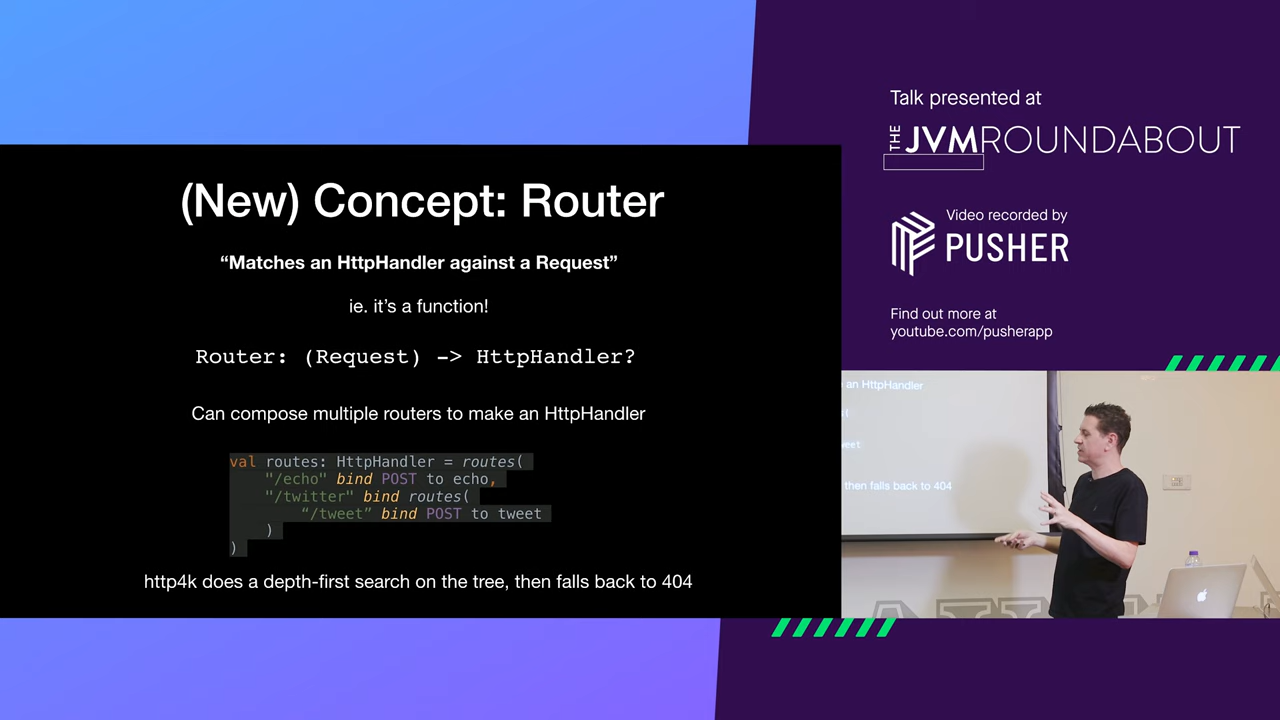 (New) Concept: Router
“Matches an HttpHandler against a Request”
ie. it’s a function!
Router: (Request) -> HttpHandler?
Can compose multiple routers to make an HttpHandler
val routes: HttpHandler = routes(
"/echo" bind POST to echo,
"/twitter" bind routes(
“/tweet” bind POST to tweet
)
)
http4k does a depth-first search on the tree, then falls back to 404
Talk presented at
THE JVMROUNDABOUT
Video recorded by
PUSHER
Find out more at
youtube.com/pusherapp
an HttpHandler
then falls back to 404